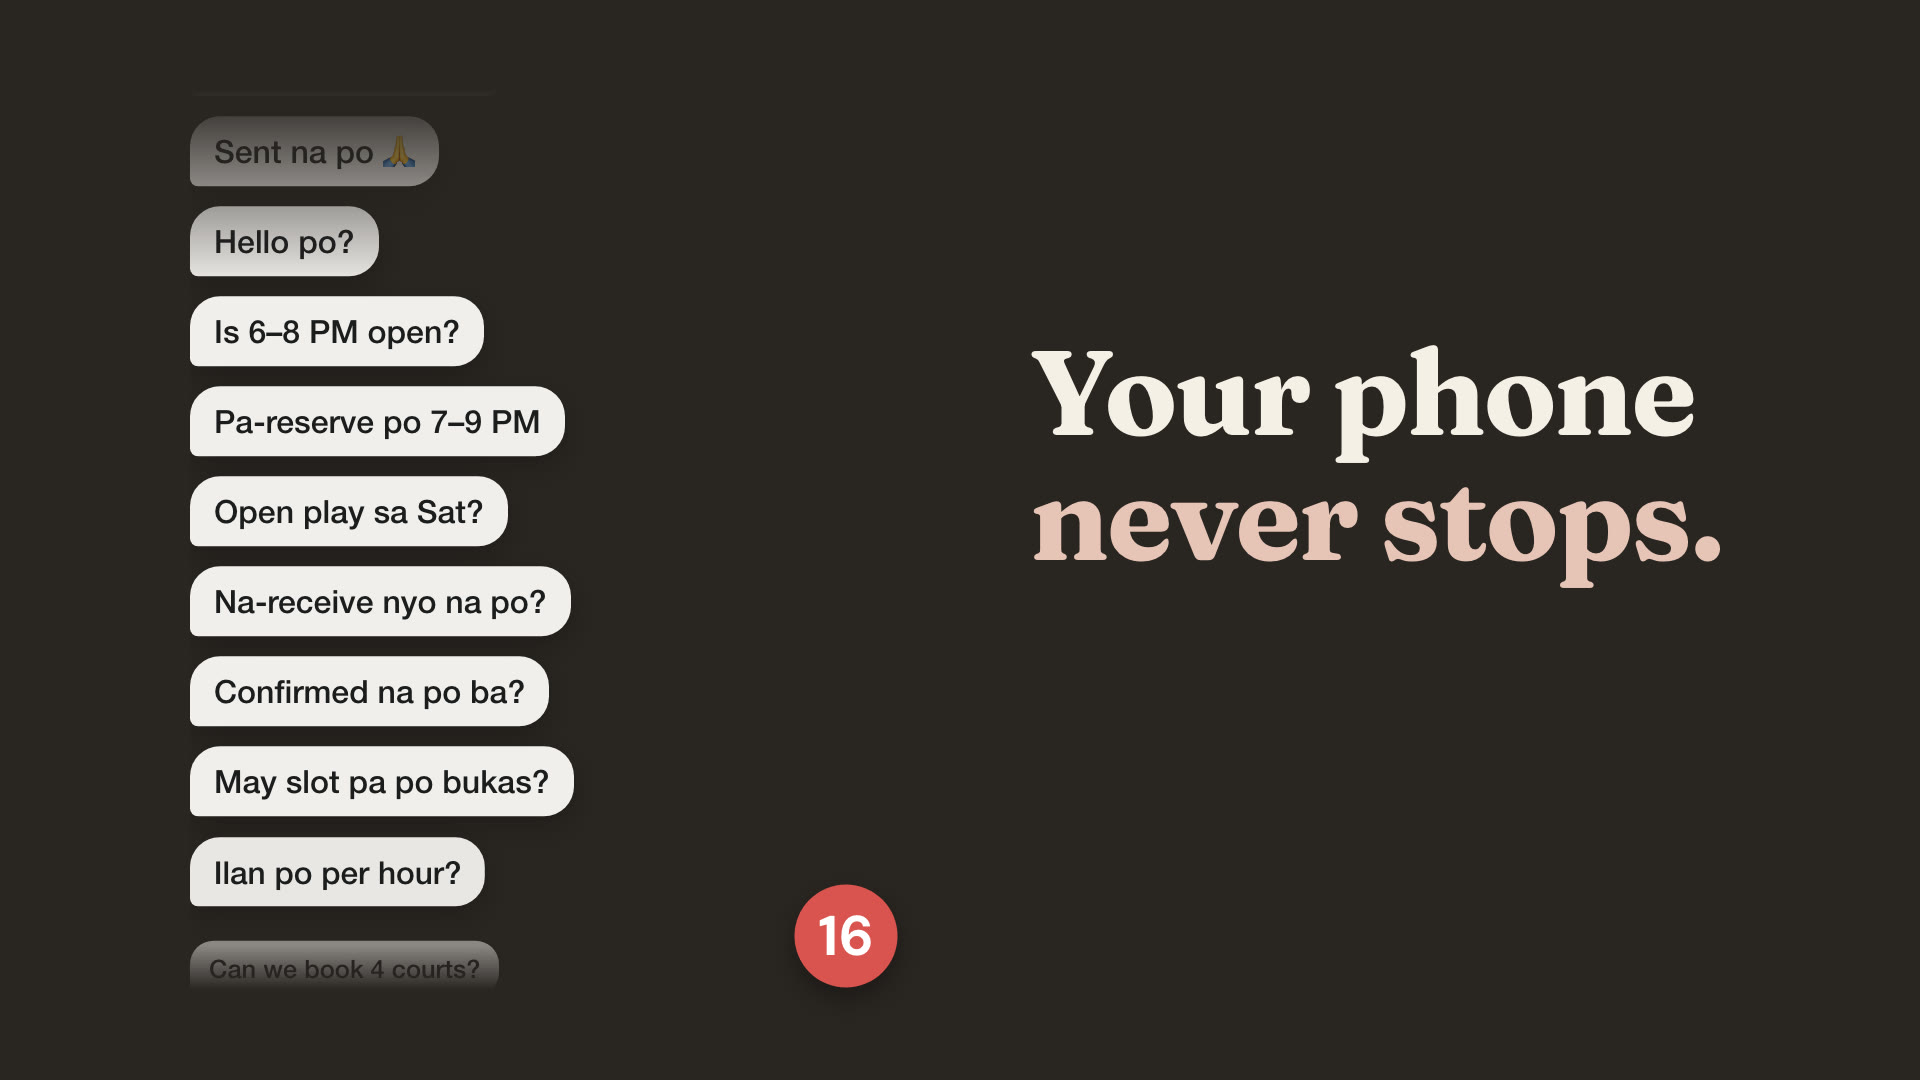 Sent na po 🙏
Hello po?
Is 6–8 PM open?
Pa-reserve po 7–9 PM
Open play sa Sat?
Na-receive nyo na po?
Confirmed na po ba?
May slot pa po bukas?
Ilan po per hour?
Can we book 4 courts?
16
Your phone
never stops.